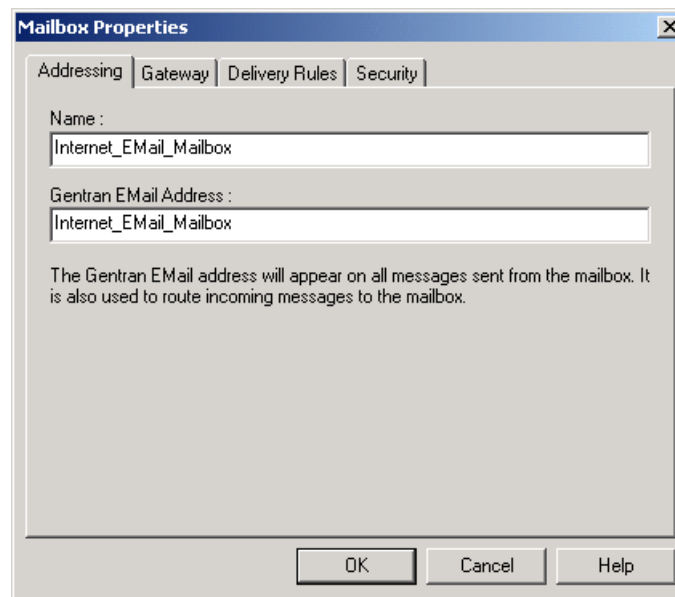 Mailbox Properties
Addressing Gateway Delivery Rules Security
Name :
Internet_EMail_Mailbox
Gentran EMail Address :
Internet_EMail_Mailbox
The Gentran EMail address will appear on all messages sent from the mailbox. It
is also used to route incoming messages to the mailbox.
OK Cancel Help